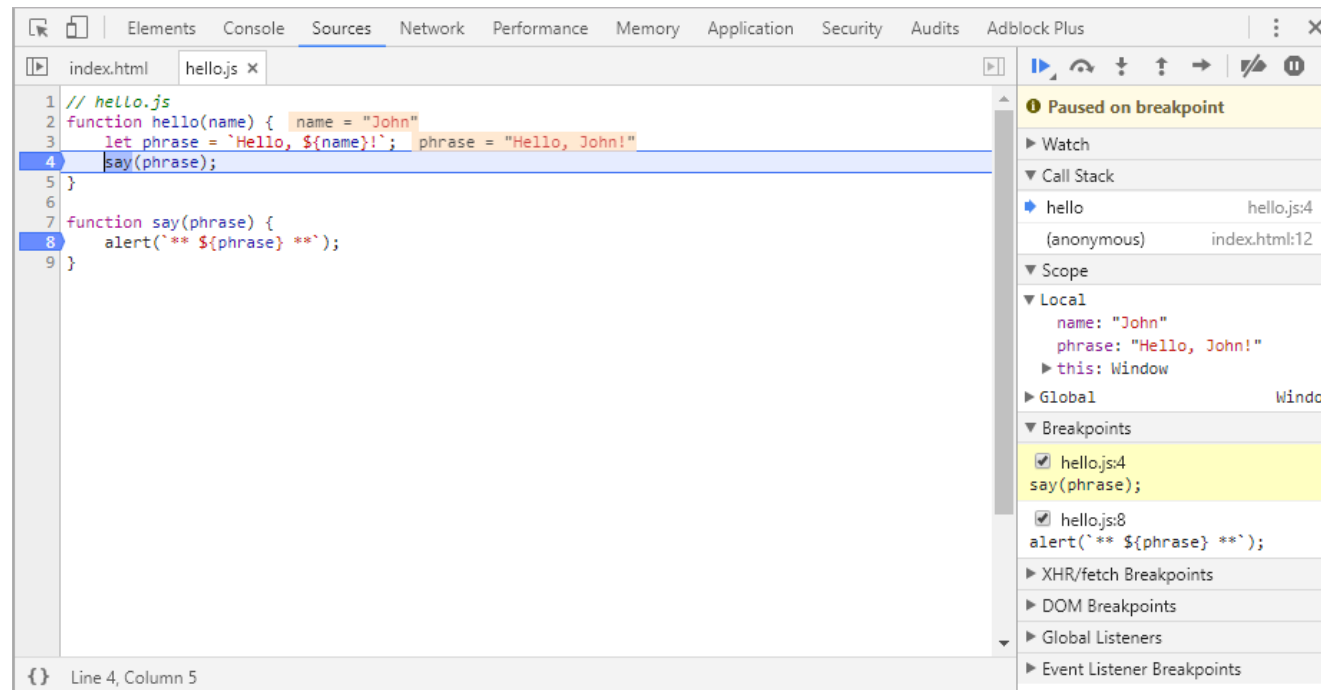 Elements Console Sources Network Performance Memory Application Security Audits Adblock Plus
index.html hello.js ×
1 // hello.js
2 function hello(name) { name = "John"
3     let phrase = `Hello, ${name}!`; phrase = "Hello, John!"
4     say(phrase);
5 }
6
7 function say(phrase) {
8     alert(`** ${phrase} **`);
9 }
{} Line 4, Column 5
Paused on breakpoint
Watch
Call Stack
hello hello.js:4
(anonymous) index.html:12
Scope
Local
name: "John"
phrase: "Hello, John!"
this: Window
Global Windo
Breakpoints
hello.js:4
say(phrase);
hello.js:8
alert(`** ${phrase} **`);
XHR/fetch Breakpoints
DOM Breakpoints
Global Listeners
Event Listener Breakpoints